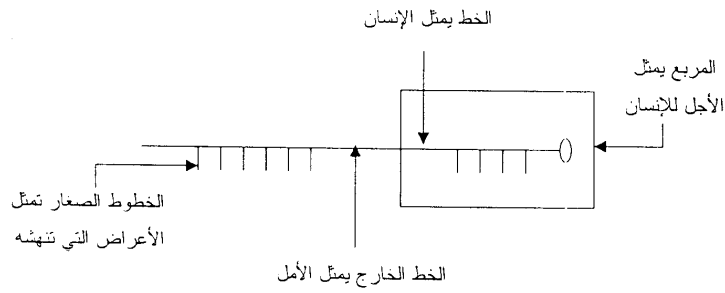 الخط يمثل الإنسان
المربع يمثل
الأجل للإنسان
الخطوط الصغار تمثل
الأعراض التي تنهشه
الخط الخارج يمثل الأمل